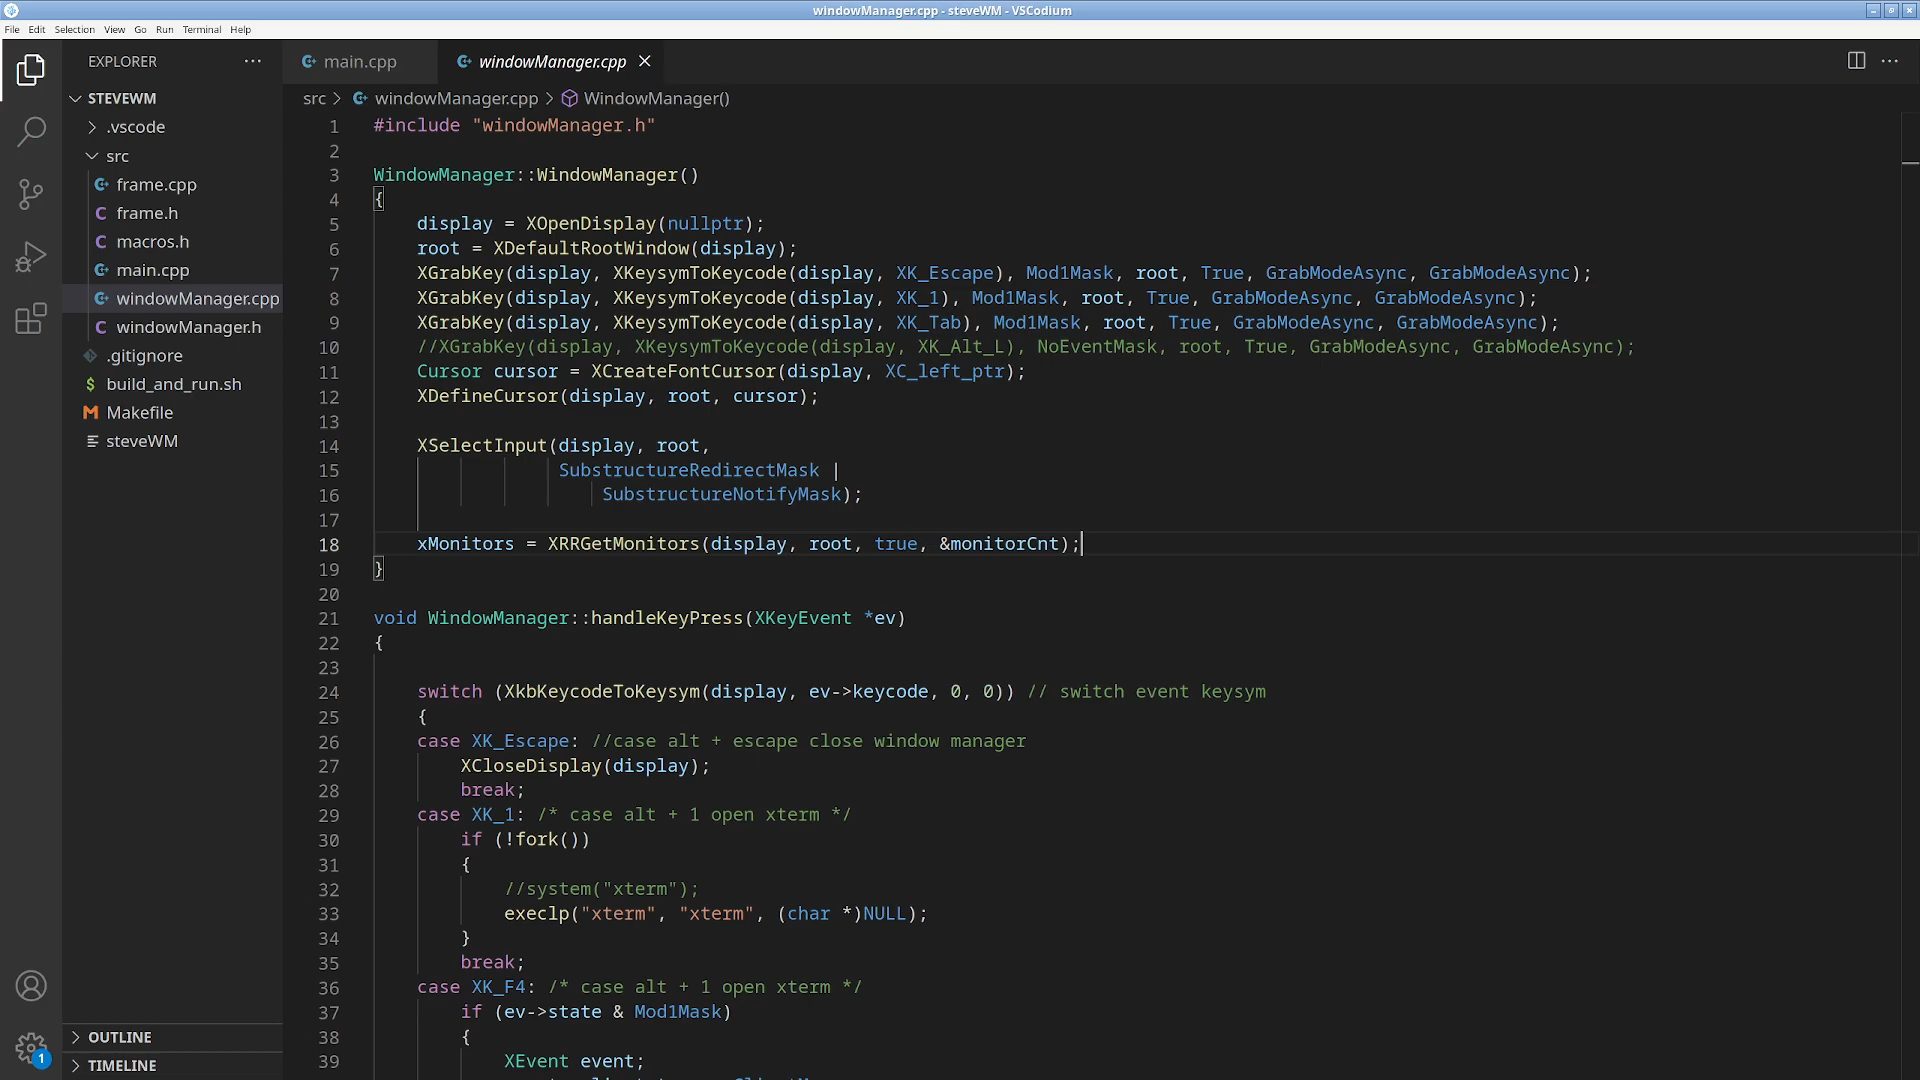 windowManager.cpp - steveWM - VSCodium
File Edit Selection View Go Run Terminal Help
EXPLORER
main.cpp
windowManager.cpp
STEVEWM
.vscode
src
frame.cpp
frame.h
macros.h
main.cpp
windowManager.cpp
windowManager.h
.gitignore
$ build_and_run.sh
Makefile
steveWM
OUTLINE
TIMELINE
1
src > windowManager.cpp > WindowManager()
1 #include "windowManager.h"
2
3 WindowManager::WindowManager()
4 {
5 display = XOpenDisplay(nullptr);
6 root = XDefaultRootWindow(display);
7 XGrabKey(display, XKeysymToKeycode(display, XK_Escape), Mod1Mask, root, True, GrabModeAsync, GrabModeAsync);
8 XGrabKey(display, XKeysymToKeycode(display, XK_1), Mod1Mask, root, True, GrabModeAsync, GrabModeAsync);
9 XGrabKey(display, XKeysymToKeycode(display, XK_Tab), Mod1Mask, root, True, GrabModeAsync, GrabModeAsync);
10 //XGrabKey(display, XKeysymToKeycode(display, XK_Alt_L), NoEventMask, root, True, GrabModeAsync, GrabModeAsync);
11 Cursor cursor = XCreateFontCursor(display, XC_left_ptr);
12 XDefineCursor(display, root, cursor);
13
14 XSelectInput(display, root,
15 SubstructureRedirectMask |
16 SubstructureNotifyMask);
17
18 xMonitors = XRRGetMonitors(display, root, true, &monitorCnt);
19 }
20
21 void WindowManager::handleKeyPress(XKeyEvent *ev)
22 {
23
24 switch (XkbKeycodeToKeysym(display, ev->keycode, 0, 0)) // switch event keysym
25 {
26 case XK_Escape: //case alt + escape close window manager
27 XCloseDisplay(display);
28 break;
29 case XK_1: /* case alt + 1 open xterm */
30 if (!fork())
31 {
32 //system("xterm");
33 execlp("xterm", "xterm", (char *)NULL);
34 }
35 break;
36 case XK_F4: /* case alt + 1 open xterm */
37 if (ev->state & Mod1Mask)
38 {
39 XEvent event;